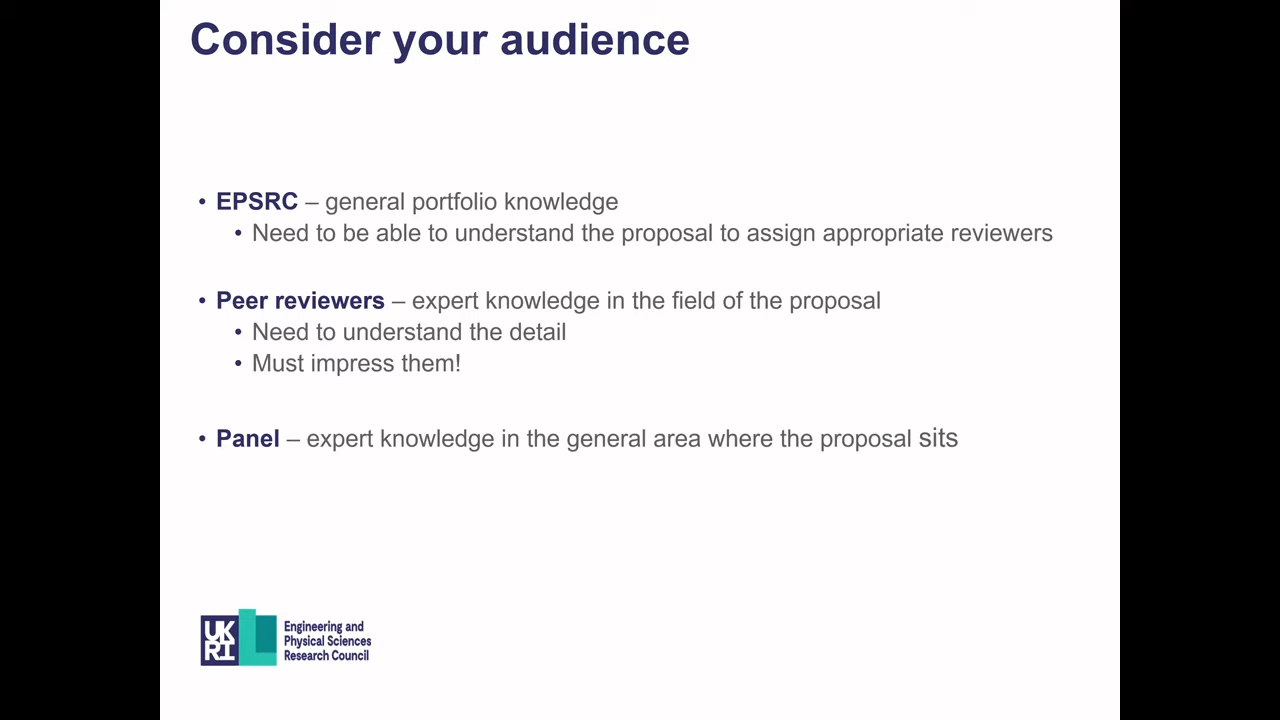 Consider your audience
• EPSRC – general portfolio knowledge
• Need to be able to understand the proposal to assign appropriate reviewers
• Peer reviewers – expert knowledge in the field of the proposal
• Need to understand the detail
• Must impress them!
• Panel – expert knowledge in the general area where the proposal sits
UK
RI
Engineering and
Physical Sciences
Research Council